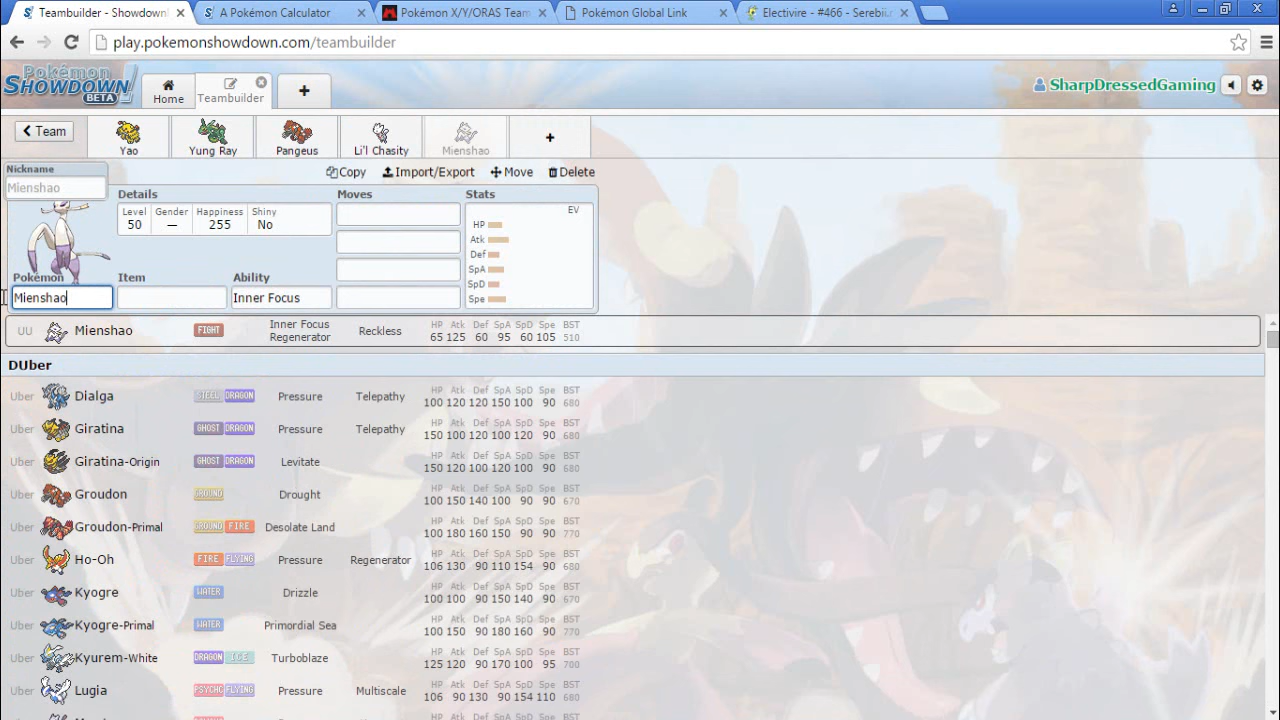 Teambuilder - Showdown! A Pokémon Calculator Pokémon X/Y/ORAS Team Pokémon Global Link Electivire - #466 - Serebii.
play.pokemonshowdown.com/teambuilder
Pokémon
SHOWDOWN!
BETA
Home
Teambuilder
+
SharpDressedGaming
Team
Yao
Yung Ray
Pangeus
Li'l Chasity
Mienshao
+
Copy Import/Export Move Delete
Nickname
Mienshao
Details
Level Gender Happiness Shiny
50 — 255 No
Moves
Stats
EV
HP
Atk
Def
SpA
SpD
Spe
Pokémon
Mienshao
Item
Ability
Inner Focus
UU Mienshao FIGHT Inner Focus Regenerator Reckless HP 65 Atk 125 Def 60 SpA 95 SpD 60 Spe 105 BST 510
DUber
Uber Dialga STEEL DRAGON Pressure Telepathy HP 100 Atk 120 Def 120 SpA 150 SpD 100 Spe 90 BST 680
Uber Giratina GHOST DRAGON Pressure Telepathy HP 150 Atk 100 Def 120 SpA 100 SpD 120 Spe 90 BST 680
Uber Giratina-Origin GHOST DRAGON Levitate HP 150 Atk 120 Def 100 SpA 120 SpD 100 Spe 90 BST 680
Uber Groudon GROUND Drought HP 100 Atk 150 Def 140 SpA 100 SpD 90 Spe 90 BST 670
Uber Groudon-Primal GROUND FIRE Desolate Land HP 100 Atk 180 Def 160 SpA 150 SpD 90 Spe 90 BST 770
Uber Ho-Oh FIRE FLYING Pressure Regenerator HP 106 Atk 130 Def 90 SpA 110 SpD 154 Spe 90 BST 680
Uber Kyogre WATER Drizzle HP 100 Atk 100 Def 90 SpA 150 SpD 140 Spe 90 BST 670
Uber Kyogre-Primal WATER Primordial Sea HP 100 Atk 150 Def 90 SpA 180 SpD 160 Spe 90 BST 770
Uber Kyurem-White DRAGON ICE Turboblaze HP 125 Atk 120 Def 90 SpA 170 SpD 100 Spe 95 BST 700
Uber Lugia PSYCHC FLYING Pressure Multiscale HP 106 Atk 90 Def 130 SpA 90 SpD 154 Spe 110 BST 680
HP Atk Def SpA SpD Spe BST